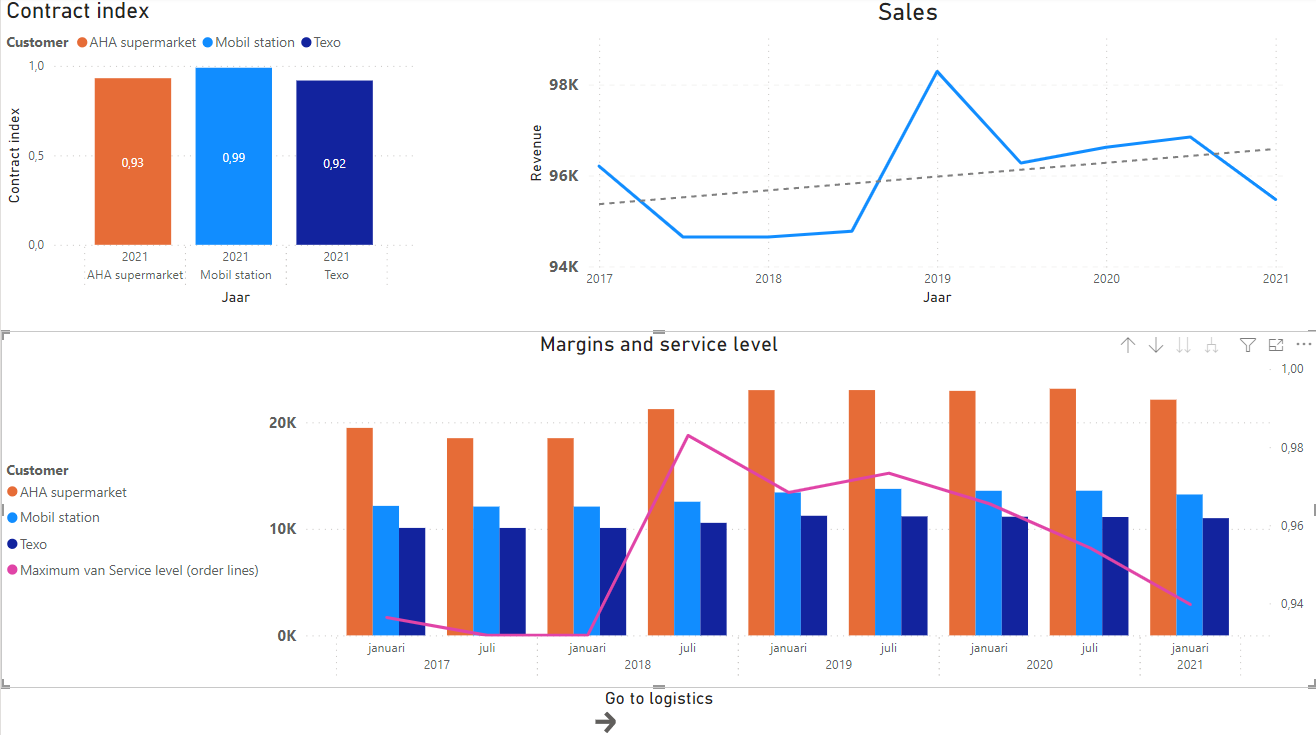 Contract index
Customer AHA supermarket Mobil station Texo
Contract index
1,0
0,5
0,0
0,93
0,99
0,92
2021 2021 2021
AHA supermarket Mobil station Texo
Jaar
Sales
Revenue
98K
96K
94K
2017 2018 2019 2020 2021
Jaar
Margins and service level
Customer
AHA supermarket
Mobil station
Texo
Maximum van Service level (order lines)
20K
10K
0K
1,00
0,98
0,96
0,94
januari juli januari juli januari juli januari juli januari
2017 2018 2019 2020 2021
Go to logistics